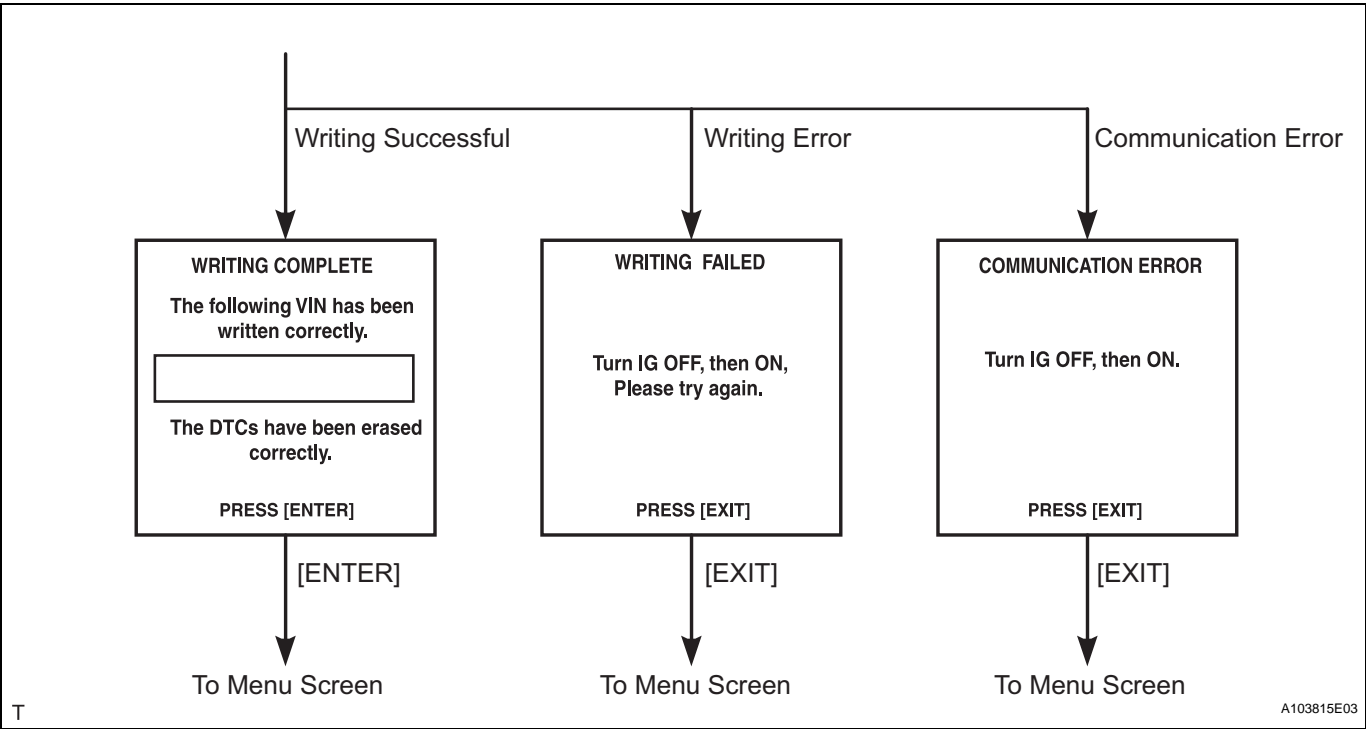 Writing Successful
Writing Error
Communication Error
WRITING COMPLETE
The following VIN has been
written correctly.
The DTCs have been erased
correctly.
PRESS [ENTER]
WRITING FAILED
Turn IG OFF, then ON,
Please try again.
PRESS [EXIT]
COMMUNICATION ERROR
Turn IG OFF, then ON.
PRESS [EXIT]
[ENTER]
[EXIT]
[EXIT]
To Menu Screen
To Menu Screen
To Menu Screen
T
A103815E03